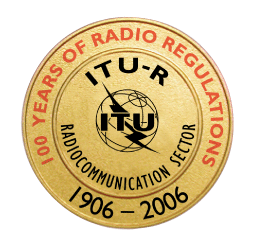 100 YEARS OF RADIO REGULATIONS
ITU-R
ITU
RADIOCOMMUNICATION SECTOR
1906 – 2006